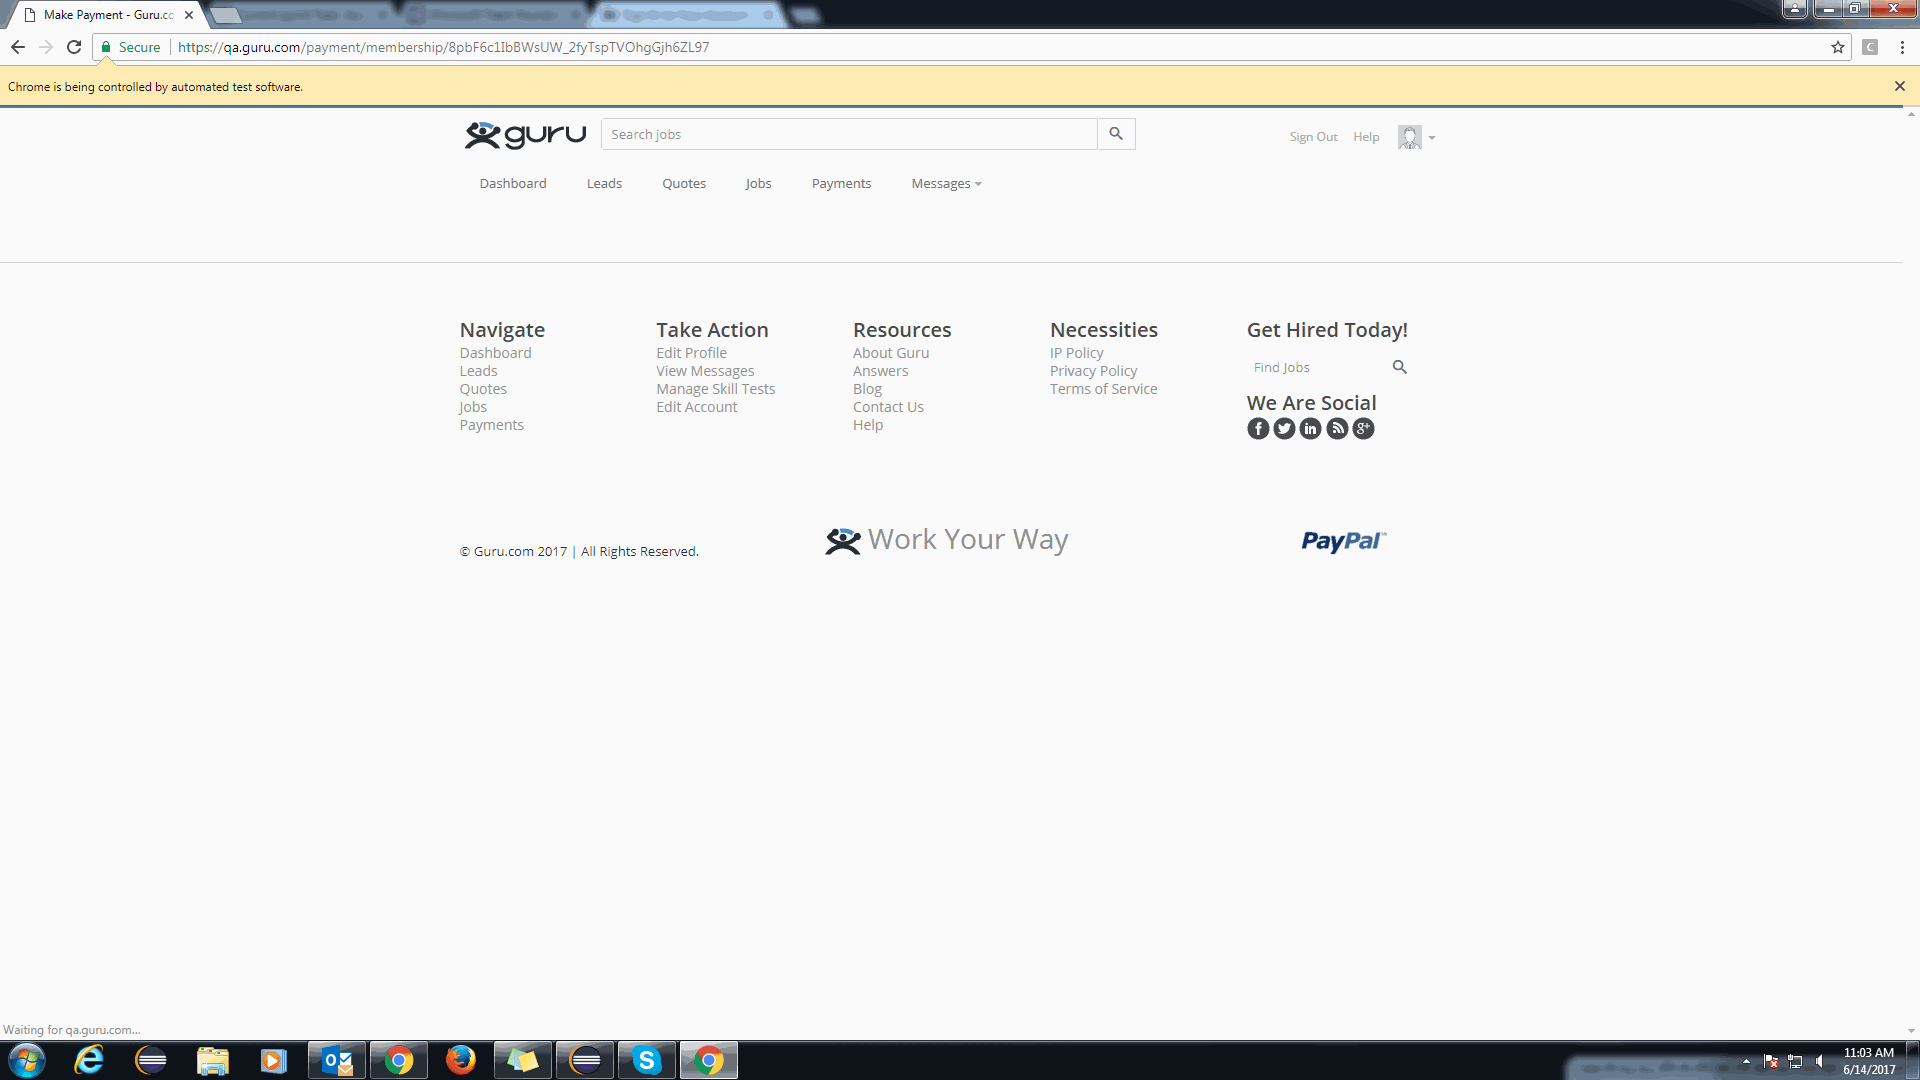 Make Payment - Guru.co
Secure https://qa.guru.com/payment/membership/8pbF6c1IbBWsUW_2fyTspTVOhgGjh6ZL97
C
Chrome is being controlled by automated test software.
guru Search jobs Sign Out Help
Dashboard Leads Quotes Jobs Payments Messages
Navigate Take Action Resources Necessities Get Hired Today!
Dashboard Edit Profile About Guru IP Policy
Leads View Messages Answers Privacy Policy Find Jobs
Quotes Manage Skill Tests Blog Terms of Service
Jobs Edit Account Contact Us We Are Social
Payments Help
© Guru.com 2017 | All Rights Reserved. Work Your Way PayPal™
Waiting for qa.guru.com...
11:03 AM
6/14/2017